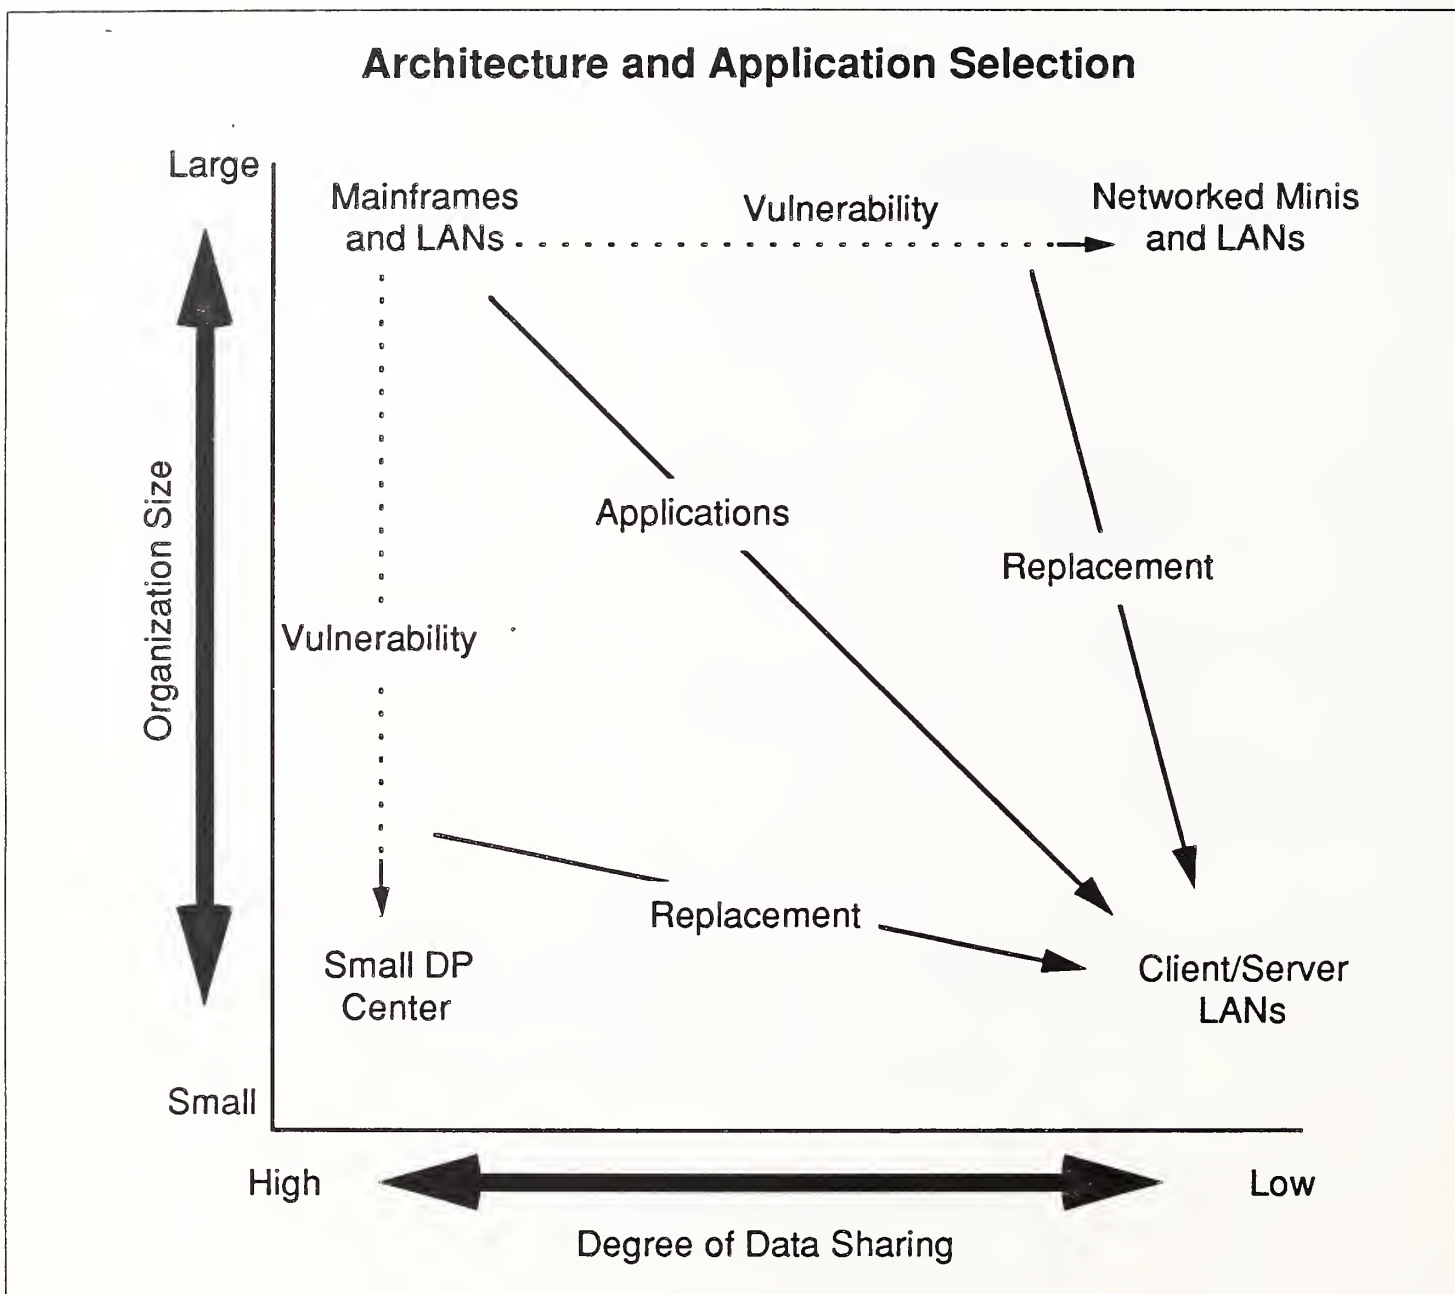 Architecture and Application Selection
Large
Mainframes
and LANs
Vulnerability
Networked Minis
and LANs
Organization Size
Applications
Replacement
Vulnerability
Replacement
Small DP
Center
Client/Server
LANs
Small
High
Low
Degree of Data Sharing